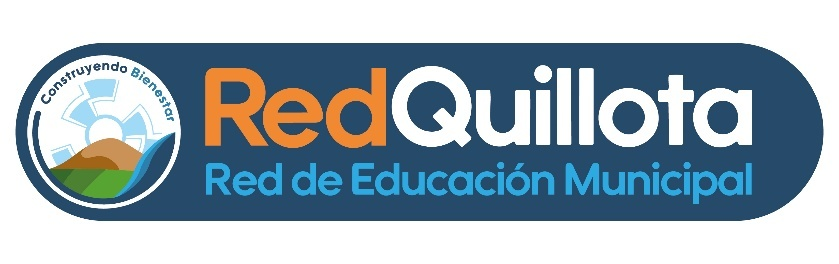 Construyendo Bienestar
RedQuillota
Red de Educación Municipal